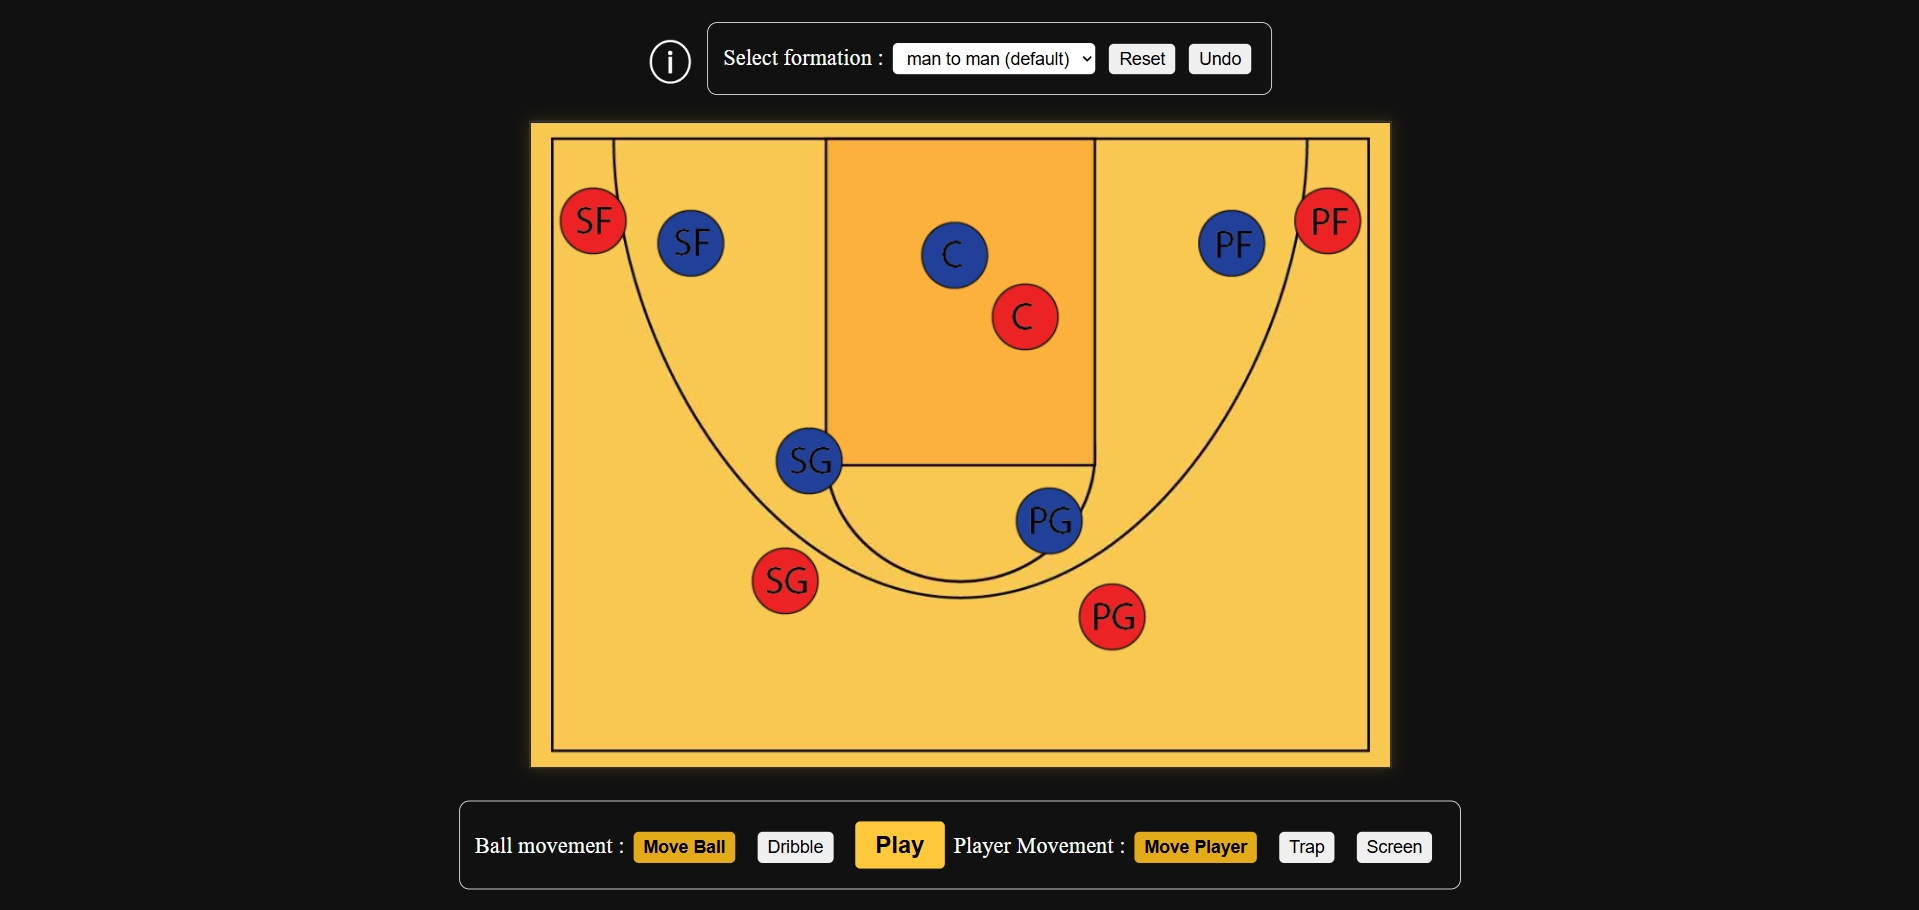 i
Select formation : man to man (default) Reset Undo
SF
PF
SF
C
PF
C
SG
PG
SG
PG
Ball movement : Move Ball Dribble Play Player Movement : Move Player Trap Screen